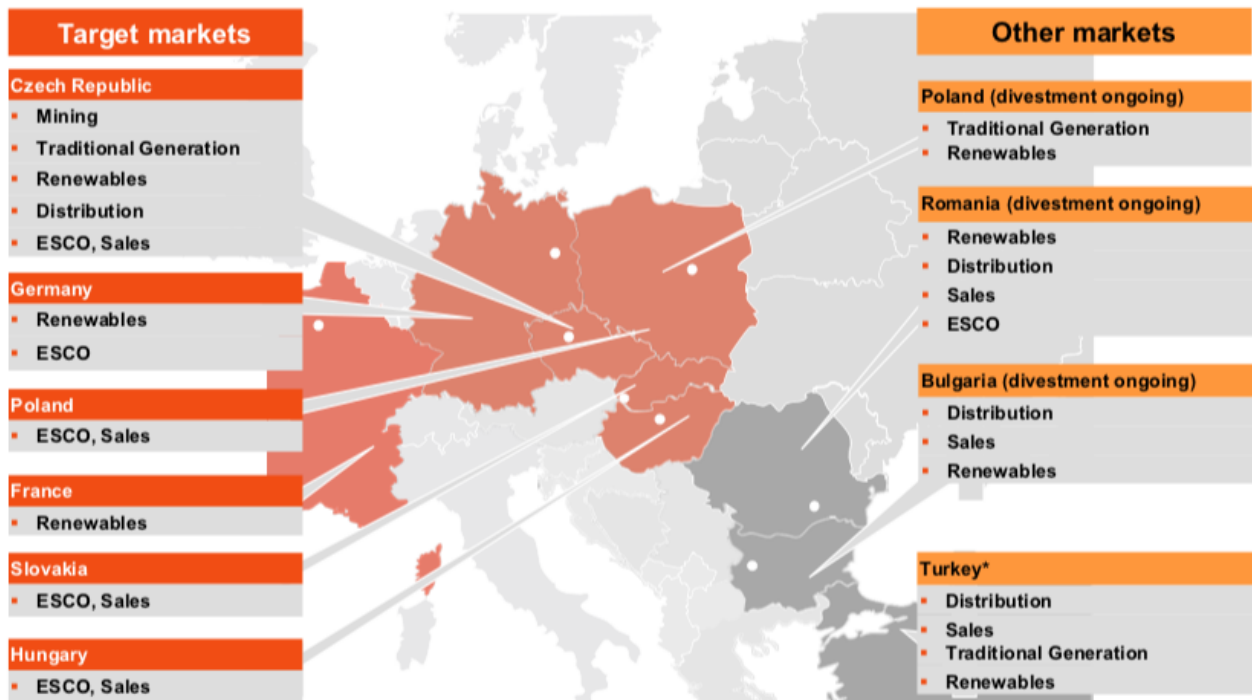 Target markets
Czech Republic
▪ Mining
▪ Traditional Generation
▪ Renewables
▪ Distribution
▪ ESCO, Sales
Germany
▪ Renewables
▪ ESCO
Poland
▪ ESCO, Sales
France
▪ Renewables
Slovakia
▪ ESCO, Sales
Hungary
▪ ESCO, Sales
Other markets
Poland (divestment ongoing)
▪ Traditional Generation
▪ Renewables
Romania (divestment ongoing)
▪ Renewables
▪ Distribution
▪ Sales
▪ ESCO
Bulgaria (divestment ongoing)
▪ Distribution
▪ Sales
▪ Renewables
Turkey*
▪ Distribution
▪ Sales
▪ Traditional Generation
▪ Renewables